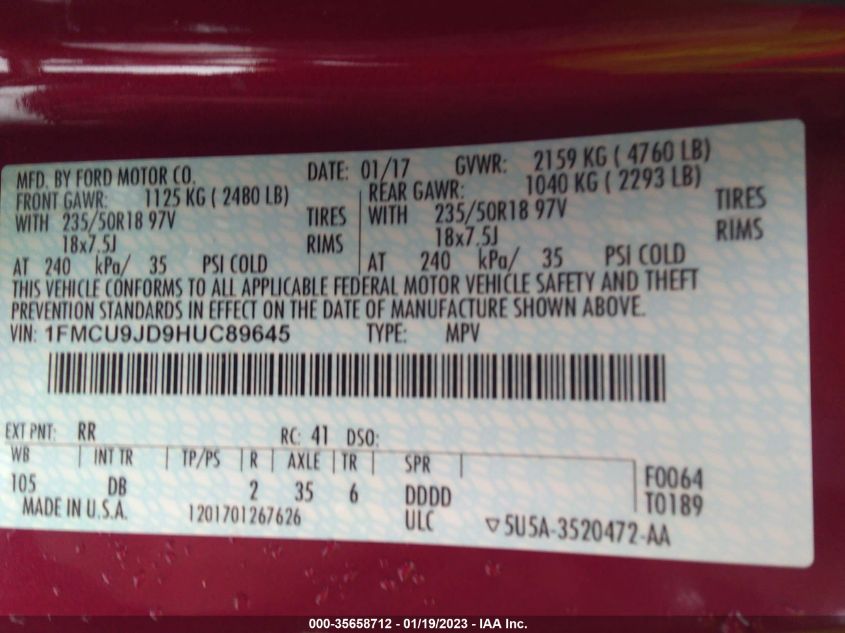 MFD. BY FORD MOTOR CO. DATE: 01/17 GVWR: 2159 KG ( 4760 LB)
FRONT GAWR: 1125 KG ( 2480 LB) REAR GAWR: 1040 KG ( 2293 LB)
WITH 235/50R18 97V TIRES WITH 235/50R18 97V TIRES
18x7.5J RIMS 18x7.5J RIMS
AT 240 kPa/ 35 PSI COLD AT 240 kPa/ 35 PSI COLD
THIS VEHICLE CONFORMS TO ALL APPLICABLE FEDERAL MOTOR VEHICLE SAFETY AND THEFT
PREVENTION STANDARDS IN EFFECT ON THE DATE OF MANUFACTURE SHOWN ABOVE.
VIN: 1FMCU9JD9HUC89645 TYPE: MPV
EXT PNT: RR RC: 41 DSO:
WB INT TR TP/PS R AXLE TR SPR F0064
105 DB 2 35 6 DDDD T0189
MADE IN U.S.A. 1201701267626 ULC ▽5U5A-3520472-AA
000-35658712 - 01/19/2023 - IAA Inc.